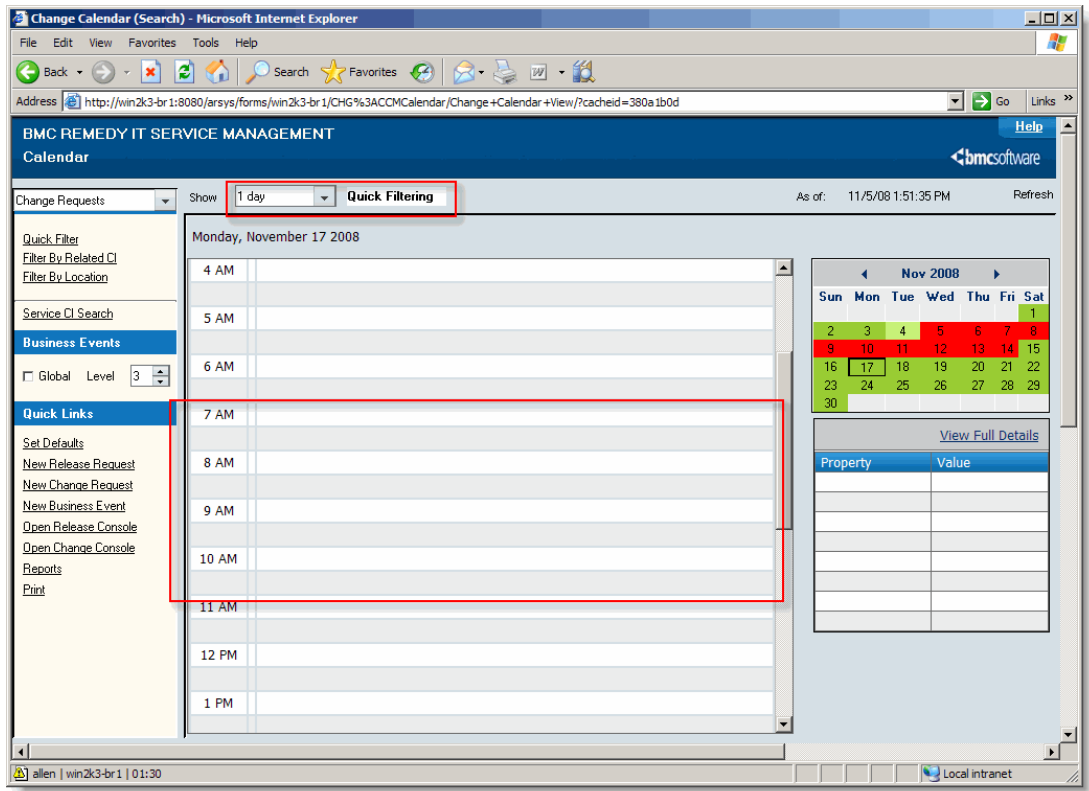 Change Calendar (Search) - Microsoft Internet Explorer
File Edit View Favorites Tools Help
Back Search Favorites
Address http://win2k3-br1:8080/arsys/forms/win2k3-br1/CHG%3ACCMCalendar/Change+Calendar+View/?cacheid=380a1b0d Go Links »
BMC REMEDY IT SERVICE MANAGEMENT Help
Calendar bmcsoftware
Change Requests Show 1 day Quick Filtering As of: 11/5/08 1:51:35 PM Refresh
Quick Filter
Filter By Related CI
Filter By Location
Service CI Search
Business Events
Global Level 3
Quick Links
Set Defaults
New Release Request
New Change Request
New Business Event
Open Release Console
Open Change Console
Reports
Print
Monday, November 17 2008
4 AM
5 AM
6 AM
7 AM
8 AM
9 AM
10 AM
11 AM
12 PM
1 PM
Nov 2008
Sun Mon Tue Wed Thu Fri Sat
1
2 3 4 5 6 7 8
9 10 11 12 13 14 15
16 17 18 19 20 21 22
23 24 25 26 27 28 29
30
View Full Details
Property Value
allen | win2k3-br1 | 01:30 Local intranet